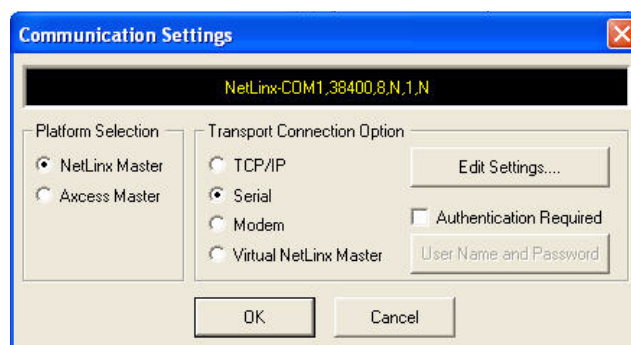 Communication Settings
NetLinx-COM1,38400,8,N,1,N
Platform Selection
NetLinx Master
Axcess Master
Transport Connection Option
TCP/IP
Serial
Modem
Virtual NetLinx Master
Edit Settings....
Authentication Required
User Name and Password
OK
Cancel